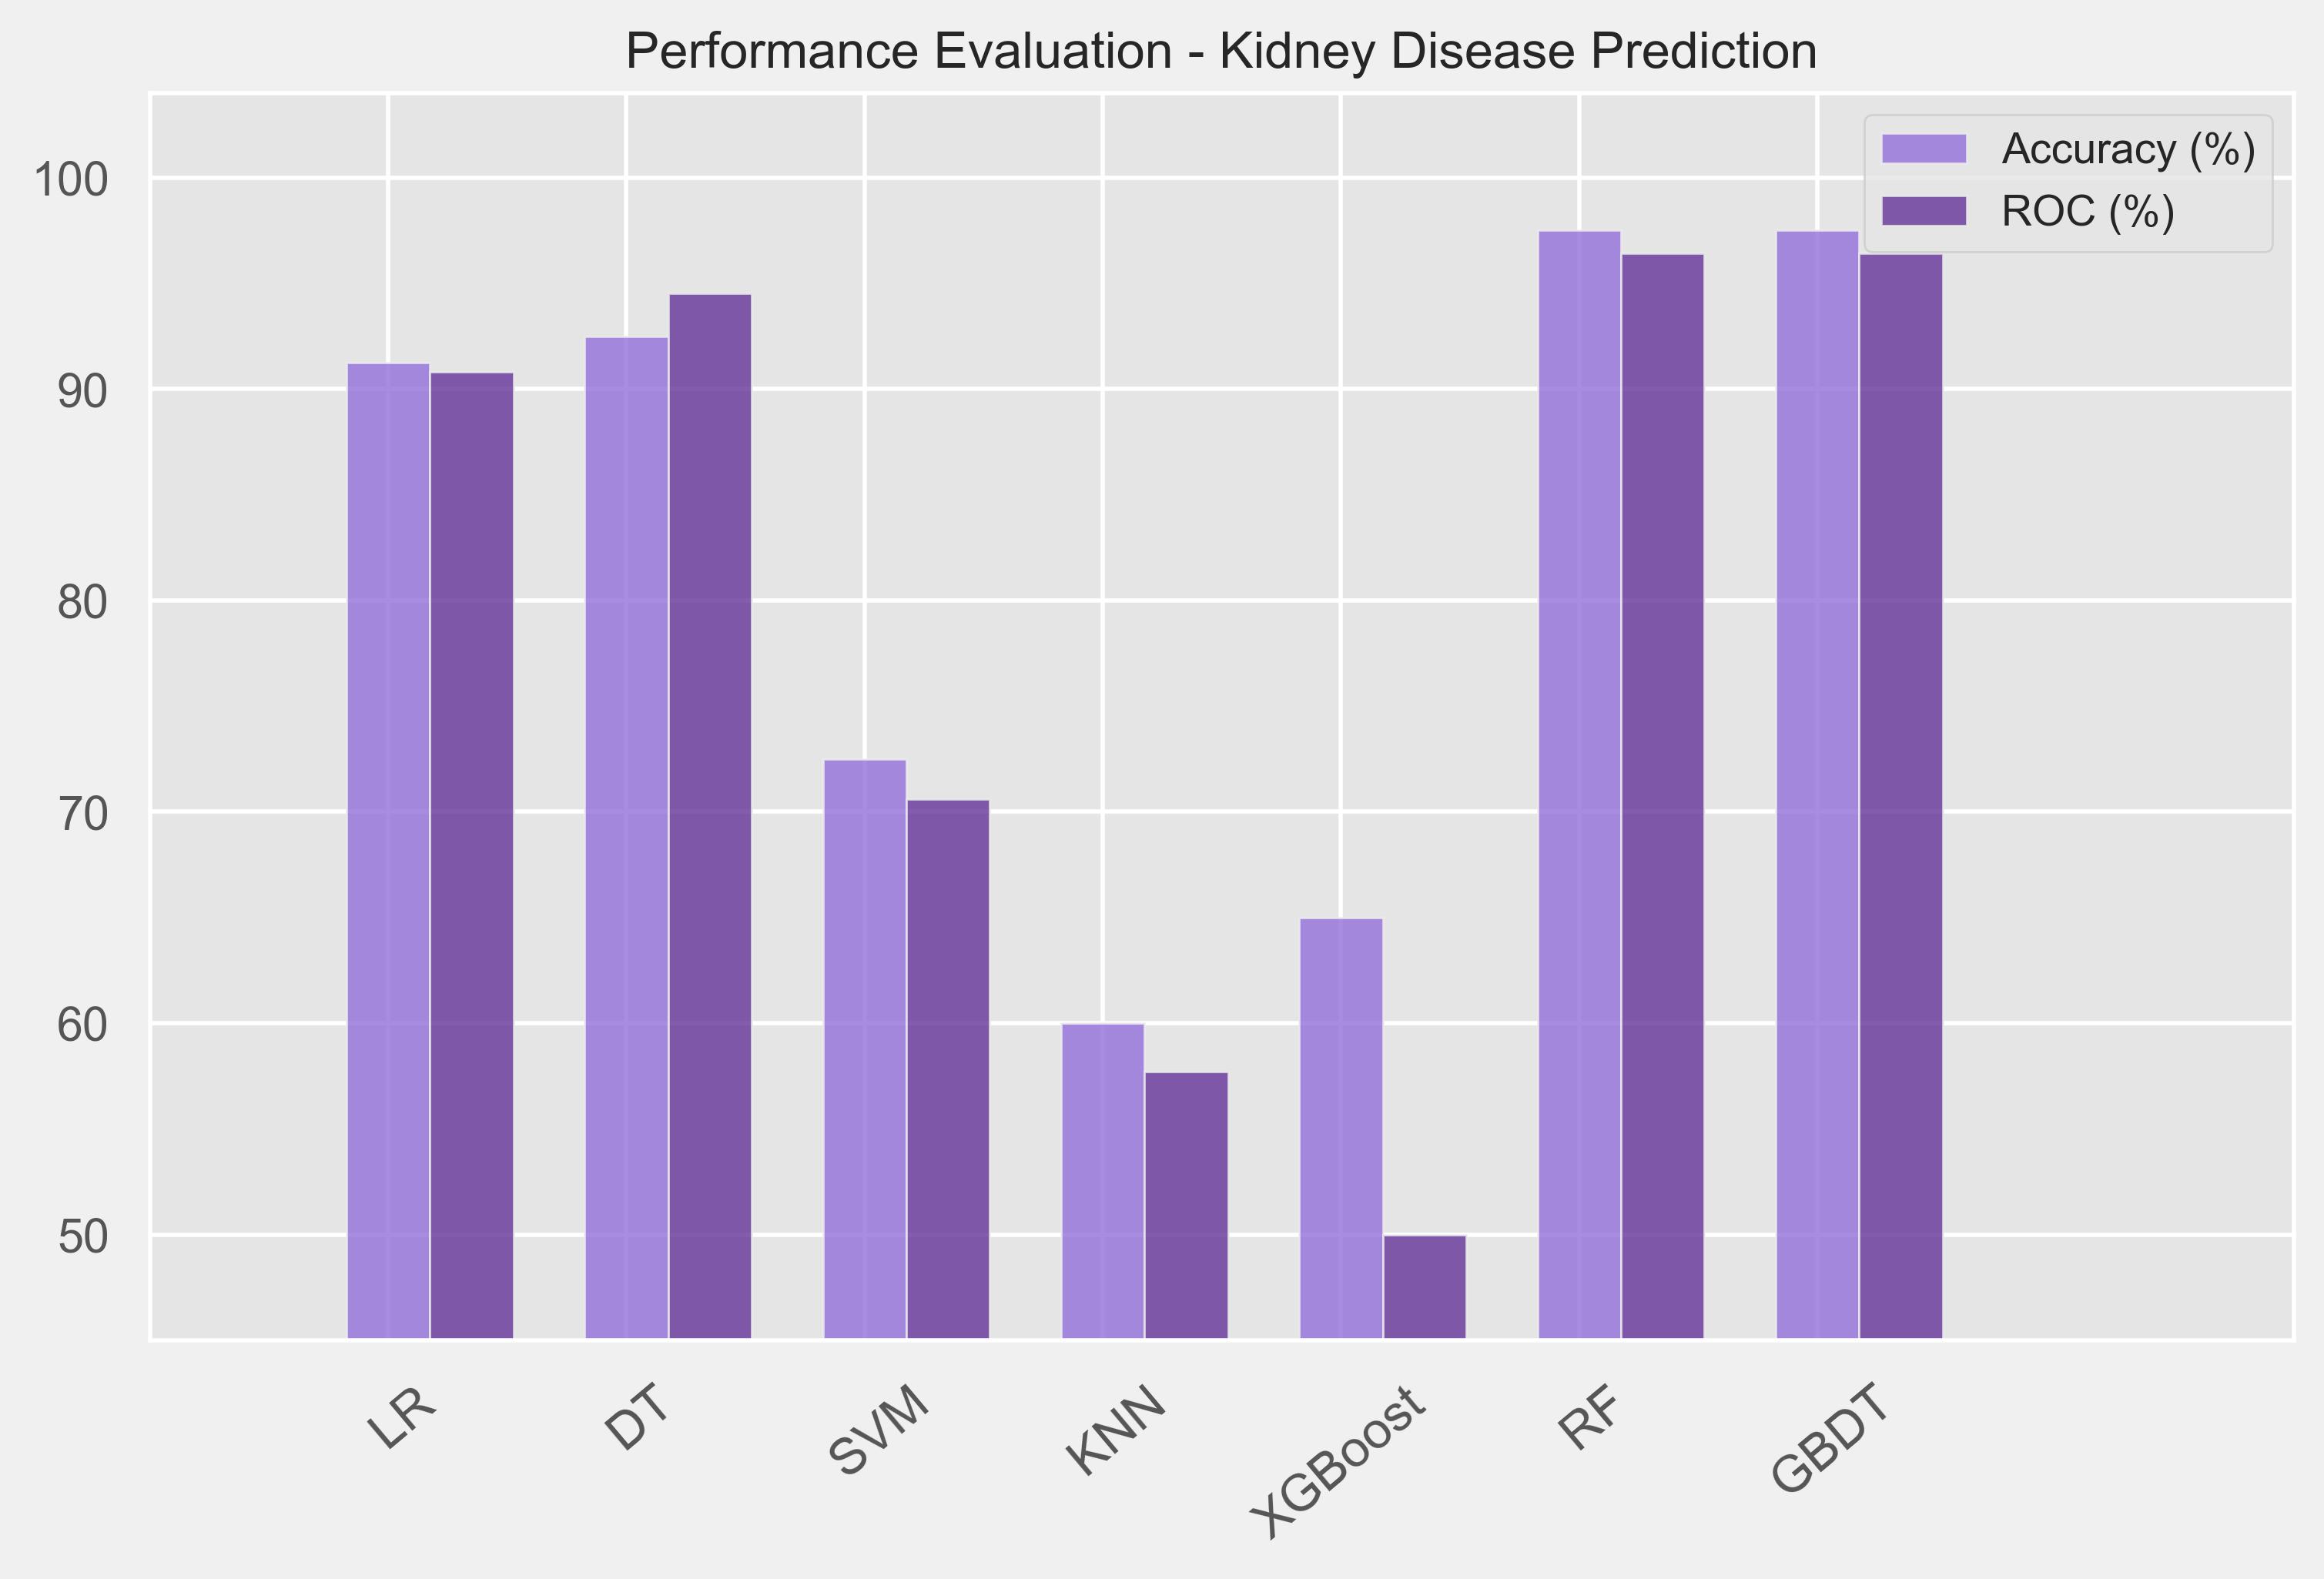 Performance Evaluation - Kidney Disease Prediction
Accuracy (%)
ROC (%)
100
90
80
70
60
50
LR
DT
SVM
KNN
XGBoost
RF
GBDT